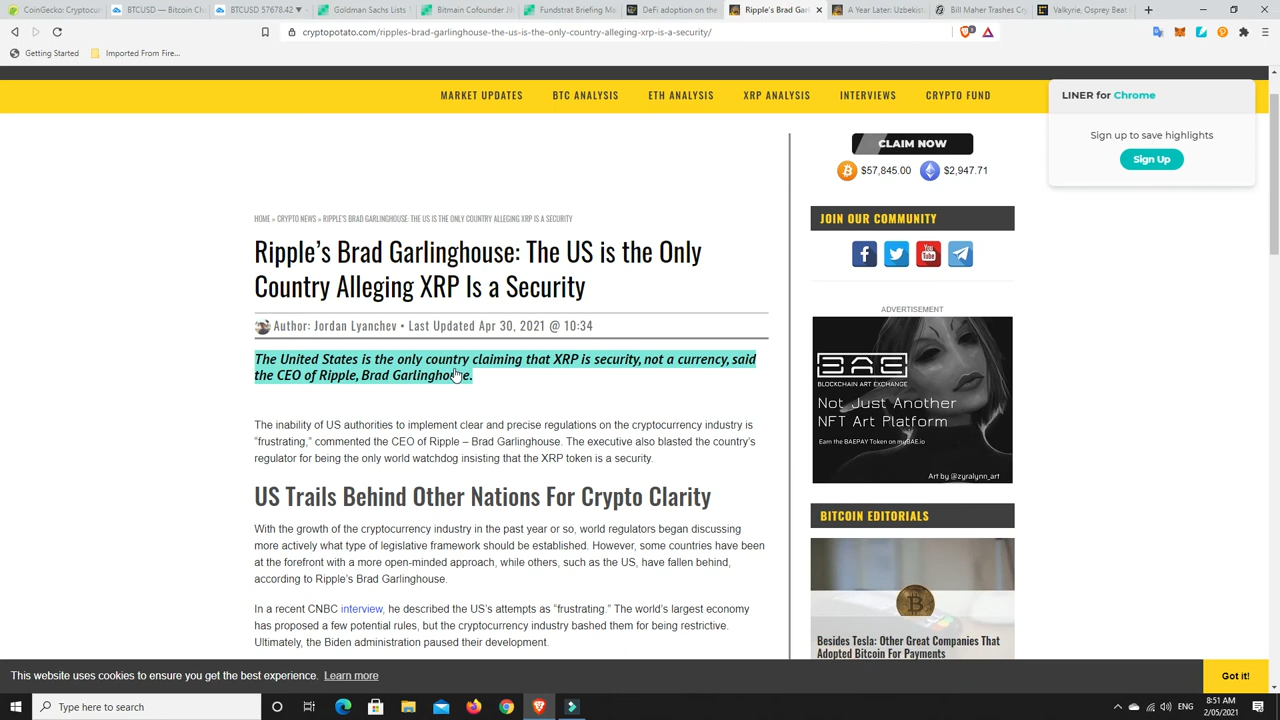 CoinGecko: Cryptocur
BTCUSD — Bitcoin Ch
BTCUSD 57678.42 ▼
Goldman Sachs Lists
Bitmain Cofounder J
Fundstrat Briefing Ma
DeFi adoption on the
Ripple's Brad Garl
A Year Later: Uzbekist
Bill Maher Trashes Cry
Valkyrie, Osprey Beat
cryptopotato.com/ripples-brad-garlinghouse-the-us-is-the-only-country-alleging-xrp-is-a-security/
Getting Started
Imported From Fire...
MARKET UPDATES
BTC ANALYSIS
ETH ANALYSIS
XRP ANALYSIS
INTERVIEWS
CRYPTO FUND
LINER for Chrome
Sign up to save highlights
Sign Up
CLAIM NOW
$57,845.00
$2,947.71
HOME » CRYPTO NEWS » RIPPLE'S BRAD GARLINGHOUSE: THE US IS THE ONLY COUNTRY ALLEGING XRP IS A SECURITY
Ripple's Brad Garlinghouse: The US is the Only
Country Alleging XRP Is a Security
Author: Jordan Lyanchev • Last Updated Apr 30, 2021 @ 10:34
The United States is the only country claiming that XRP is security, not a currency, said
the CEO of Ripple, Brad Garlinghouse.
The inability of US authorities to implement clear and precise regulations on the cryptocurrency industry is
"frustrating," commented the CEO of Ripple – Brad Garlinghouse. The executive also blasted the country's
regulator for being the only world watchdog insisting that the XRP token is a security.
US Trails Behind Other Nations For Crypto Clarity
With the growth of the cryptocurrency industry in the past year or so, world regulators began discussing
more actively what type of legislative framework should be established. However, some countries have been
at the forefront with a more open-minded approach, while others, such as the US, have fallen behind,
according to Ripple's Brad Garlinghouse.
In a recent CNBC interview, he described the US's attempts as "frustrating." The world's largest economy
has proposed a few potential rules, but the cryptocurrency industry bashed them for being restrictive.
Ultimately, the Biden administration paused their development.
JOIN OUR COMMUNITY
You Tube
ADVERTISEMENT
BAE
BLOCKCHAIN ART EXCHANGE
Not Just Another
NFT Art Platform
Earn the BAEPAY Token on myBAE.io
Art by @zyralynn_art
BITCOIN EDITORIALS
Besides Tesla: Other Great Companies That
Adopted Bitcoin For Payments
This website uses cookies to ensure you get the best experience. Learn more
Got it!
Type here to search
ENG
8:51 AM
2/05/2021